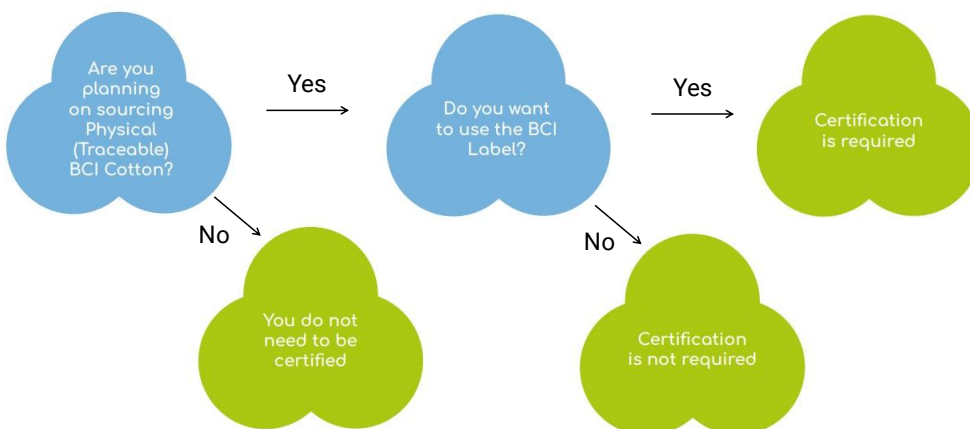 Are you
planning
on sourcing
Physical
(Traceable)
BCI Cotton?
Yes
Do you want
to use the BCI
Label?
Yes
Certification
is required
No
You do not
need to be
certified
No
Certification
is not required